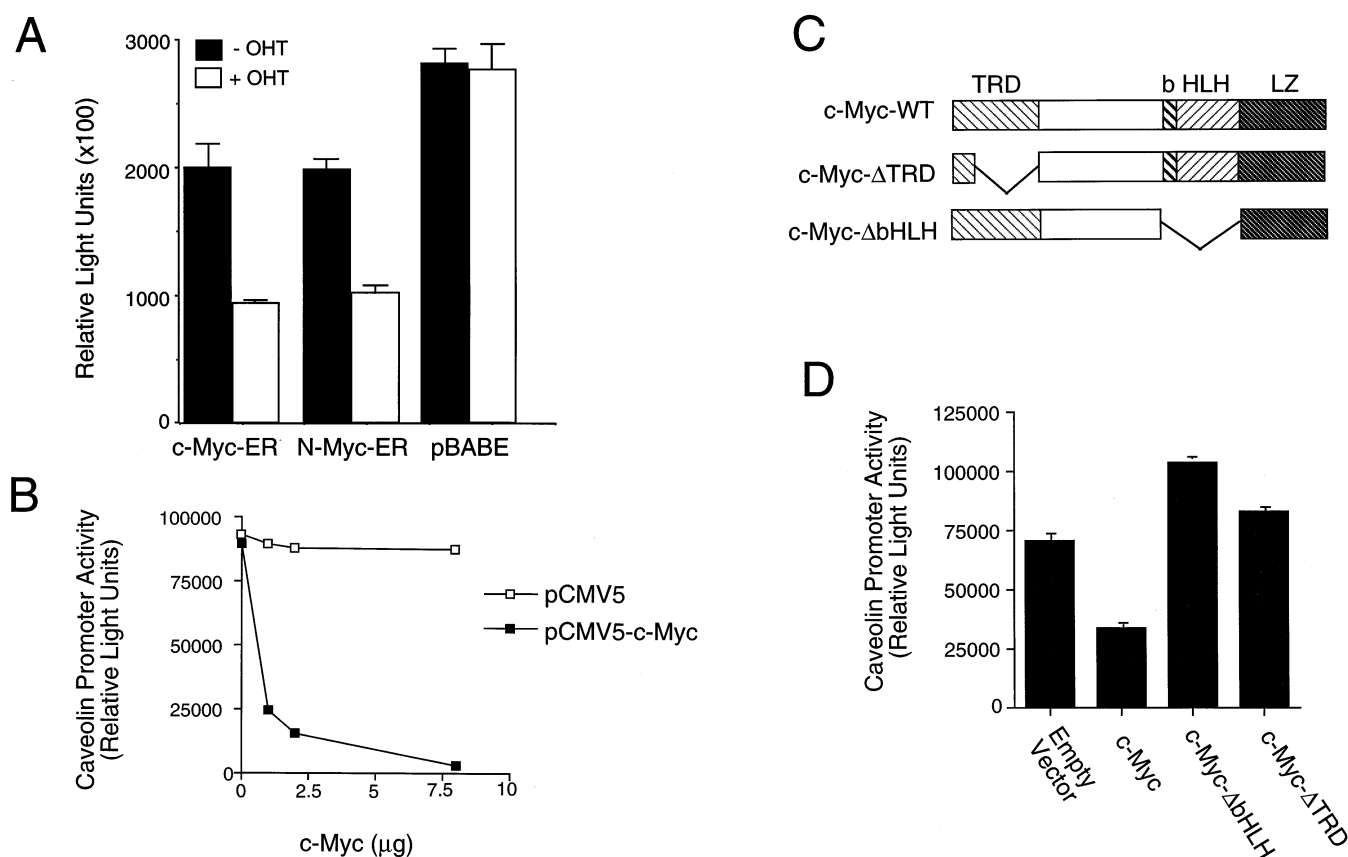 A
3000
2000
1000
0
Relative Light Units (x100)
- OHT
+ OHT
c-Myc-ER
N-Myc-ER
pBABE
B
100000
75000
50000
25000
0
Caveolin Promoter Activity
(Relative Light Units)
pCMV5
pCMV5-c-Myc
0
2.5
5
7.5
10
c-Myc (µg)
C
TRD
b
HLH
LZ
c-Myc-WT
c-Myc-ΔTRD
c-Myc-ΔbHLH
D
125000
100000
75000
50000
25000
0
Caveolin Promoter Activity
(Relative Light Units)
Empty
Vector
c-Myc
c-Myc-ΔbHLH
c-Myc-ΔTRD